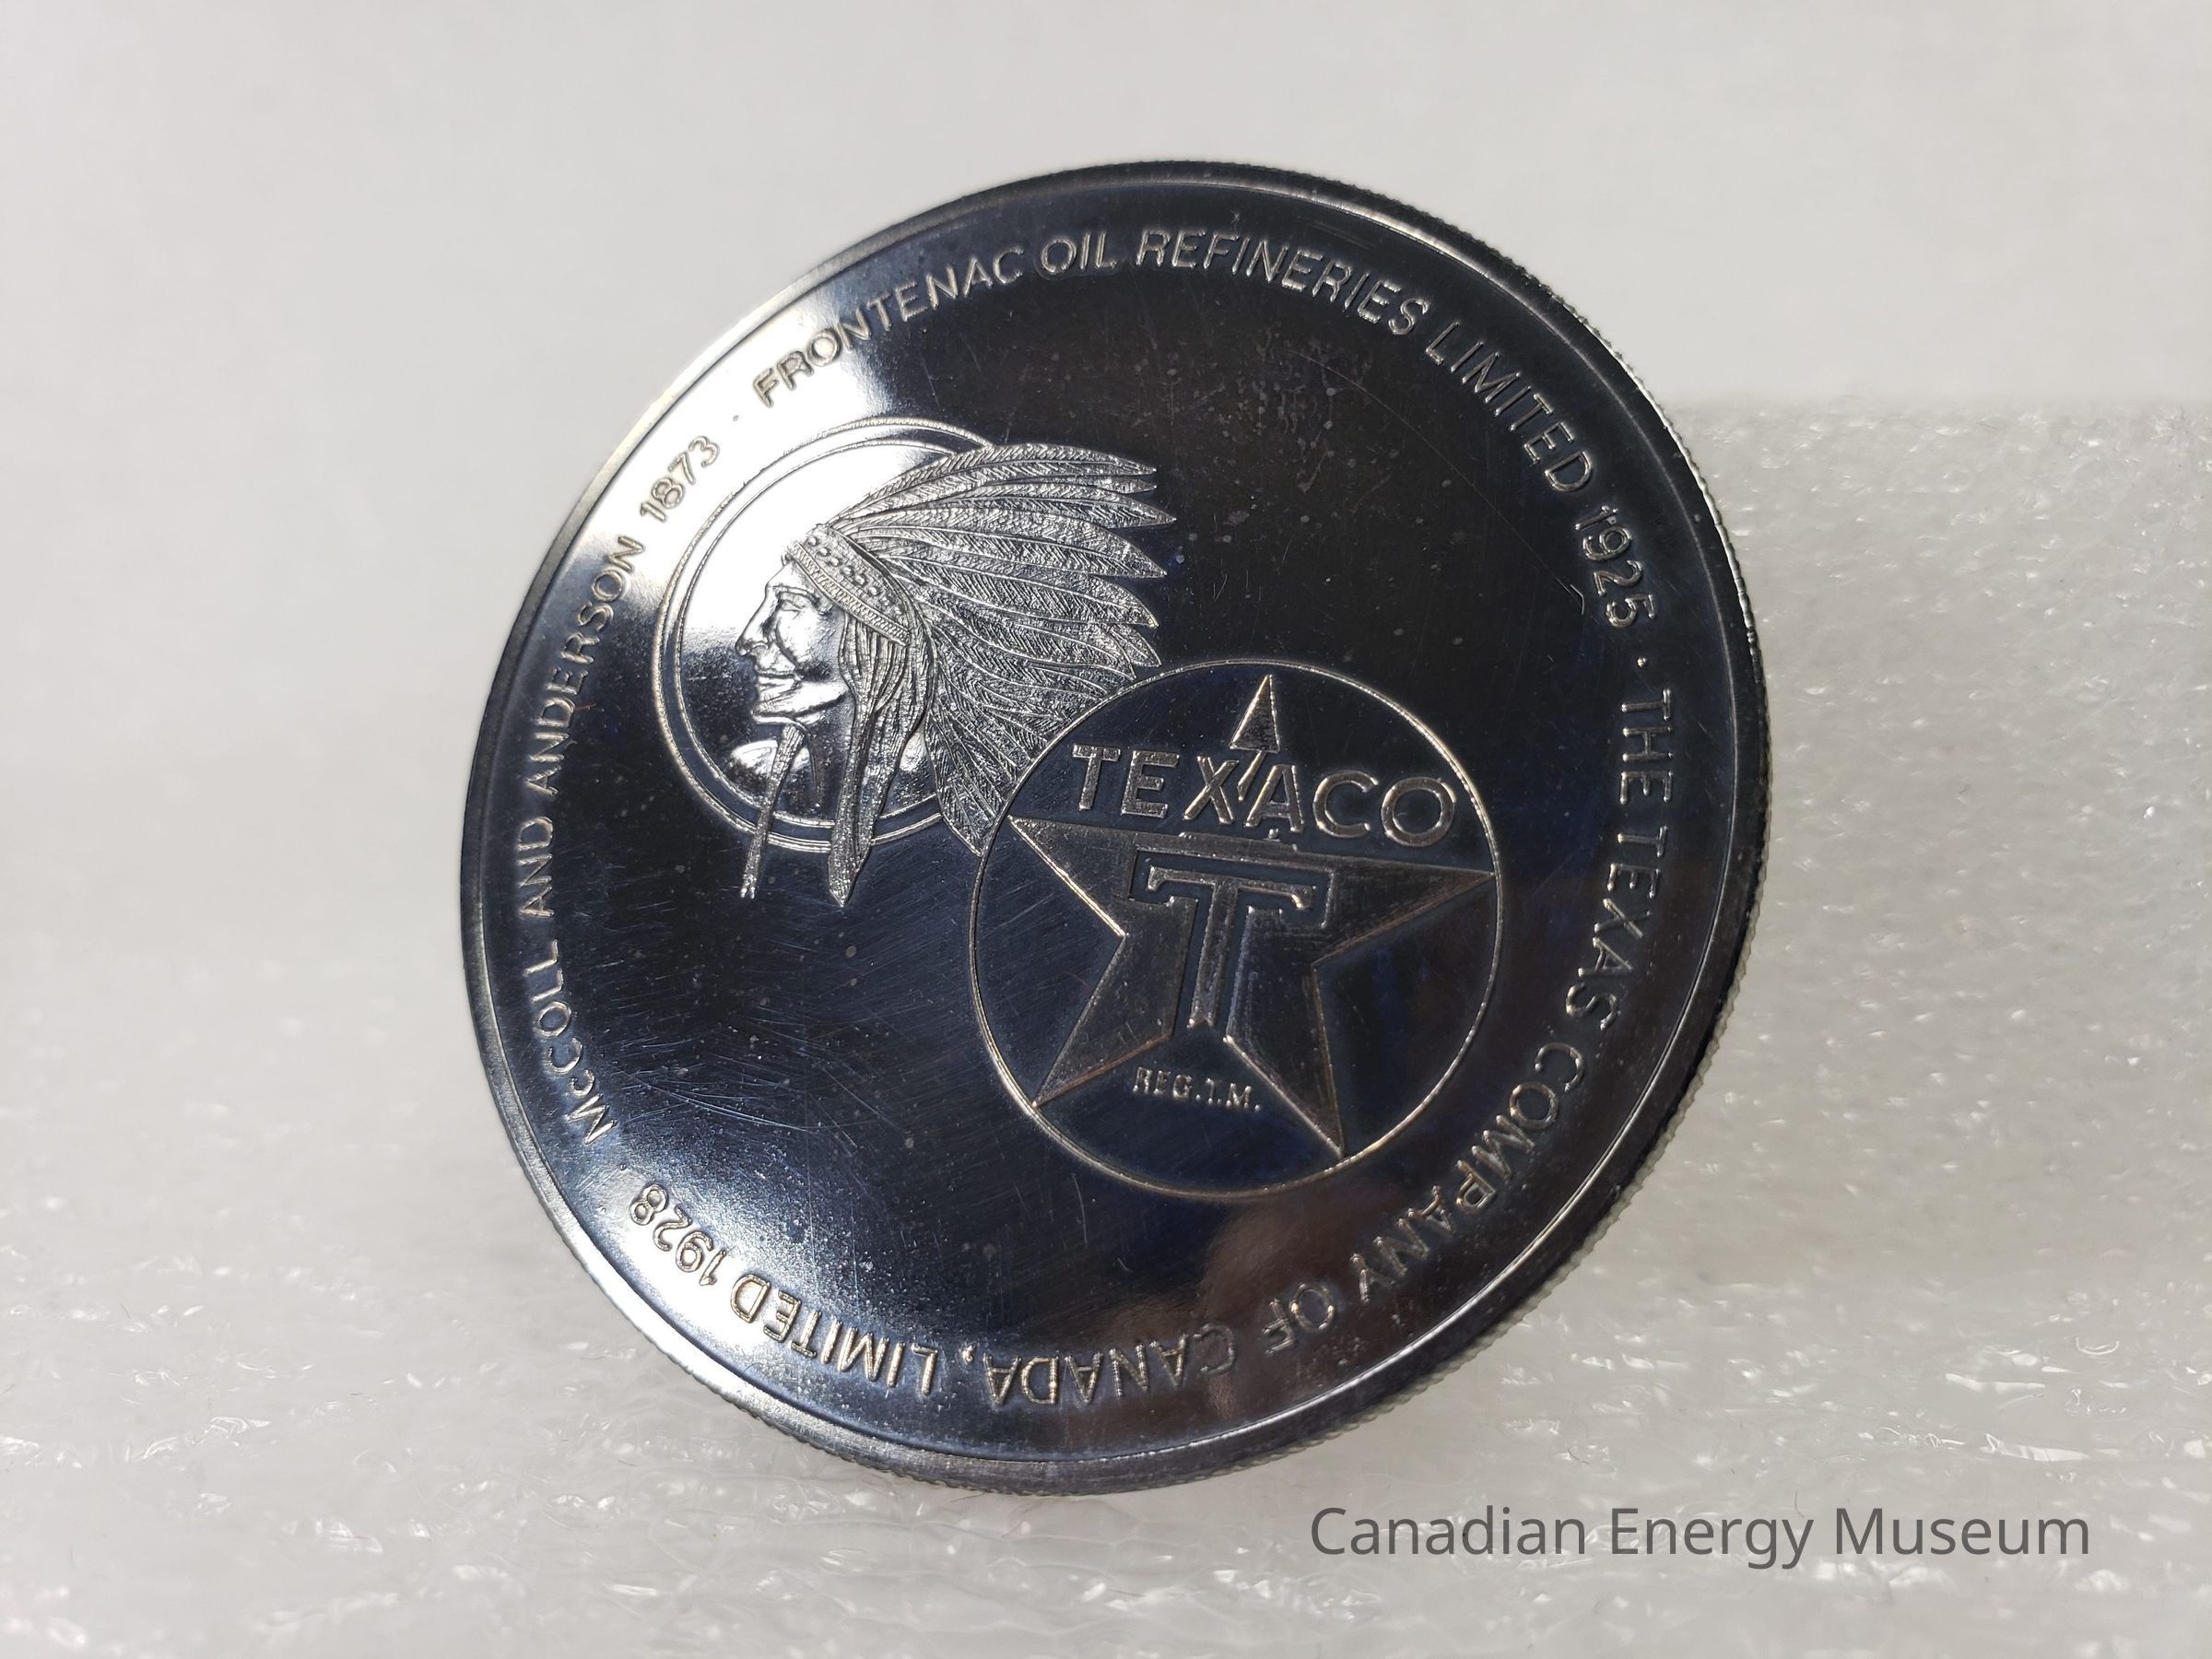 McCOLL AND ANDERSON 1873 · FRONTENAC OIL REFINERIES LIMITED 1925 · THE TEXAS COMPANY OF CANADA, LIMITED 1928
TEXACO
T
REG.T.M.
Canadian Energy Museum